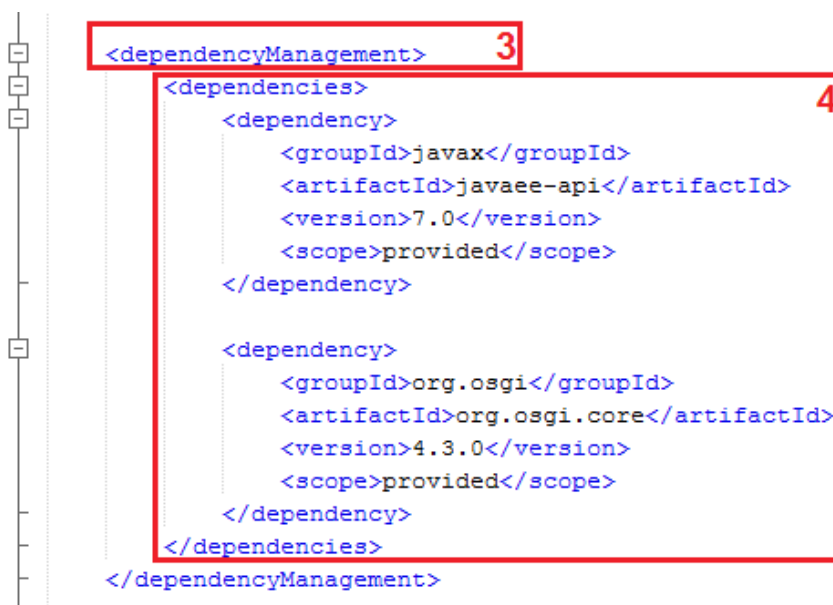 <dependencyManagement> 3
<dependencies> 4
<dependency>
<groupId>javax</groupId>
<artifactId>javaee-api</artifactId>
<version>7.0</version>
<scope>provided</scope>
</dependency>
<dependency>
<groupId>org.osgi</groupId>
<artifactId>org.osgi.core</artifactId>
<version>4.3.0</version>
<scope>provided</scope>
</dependency>
</dependencies>
</dependencyManagement>